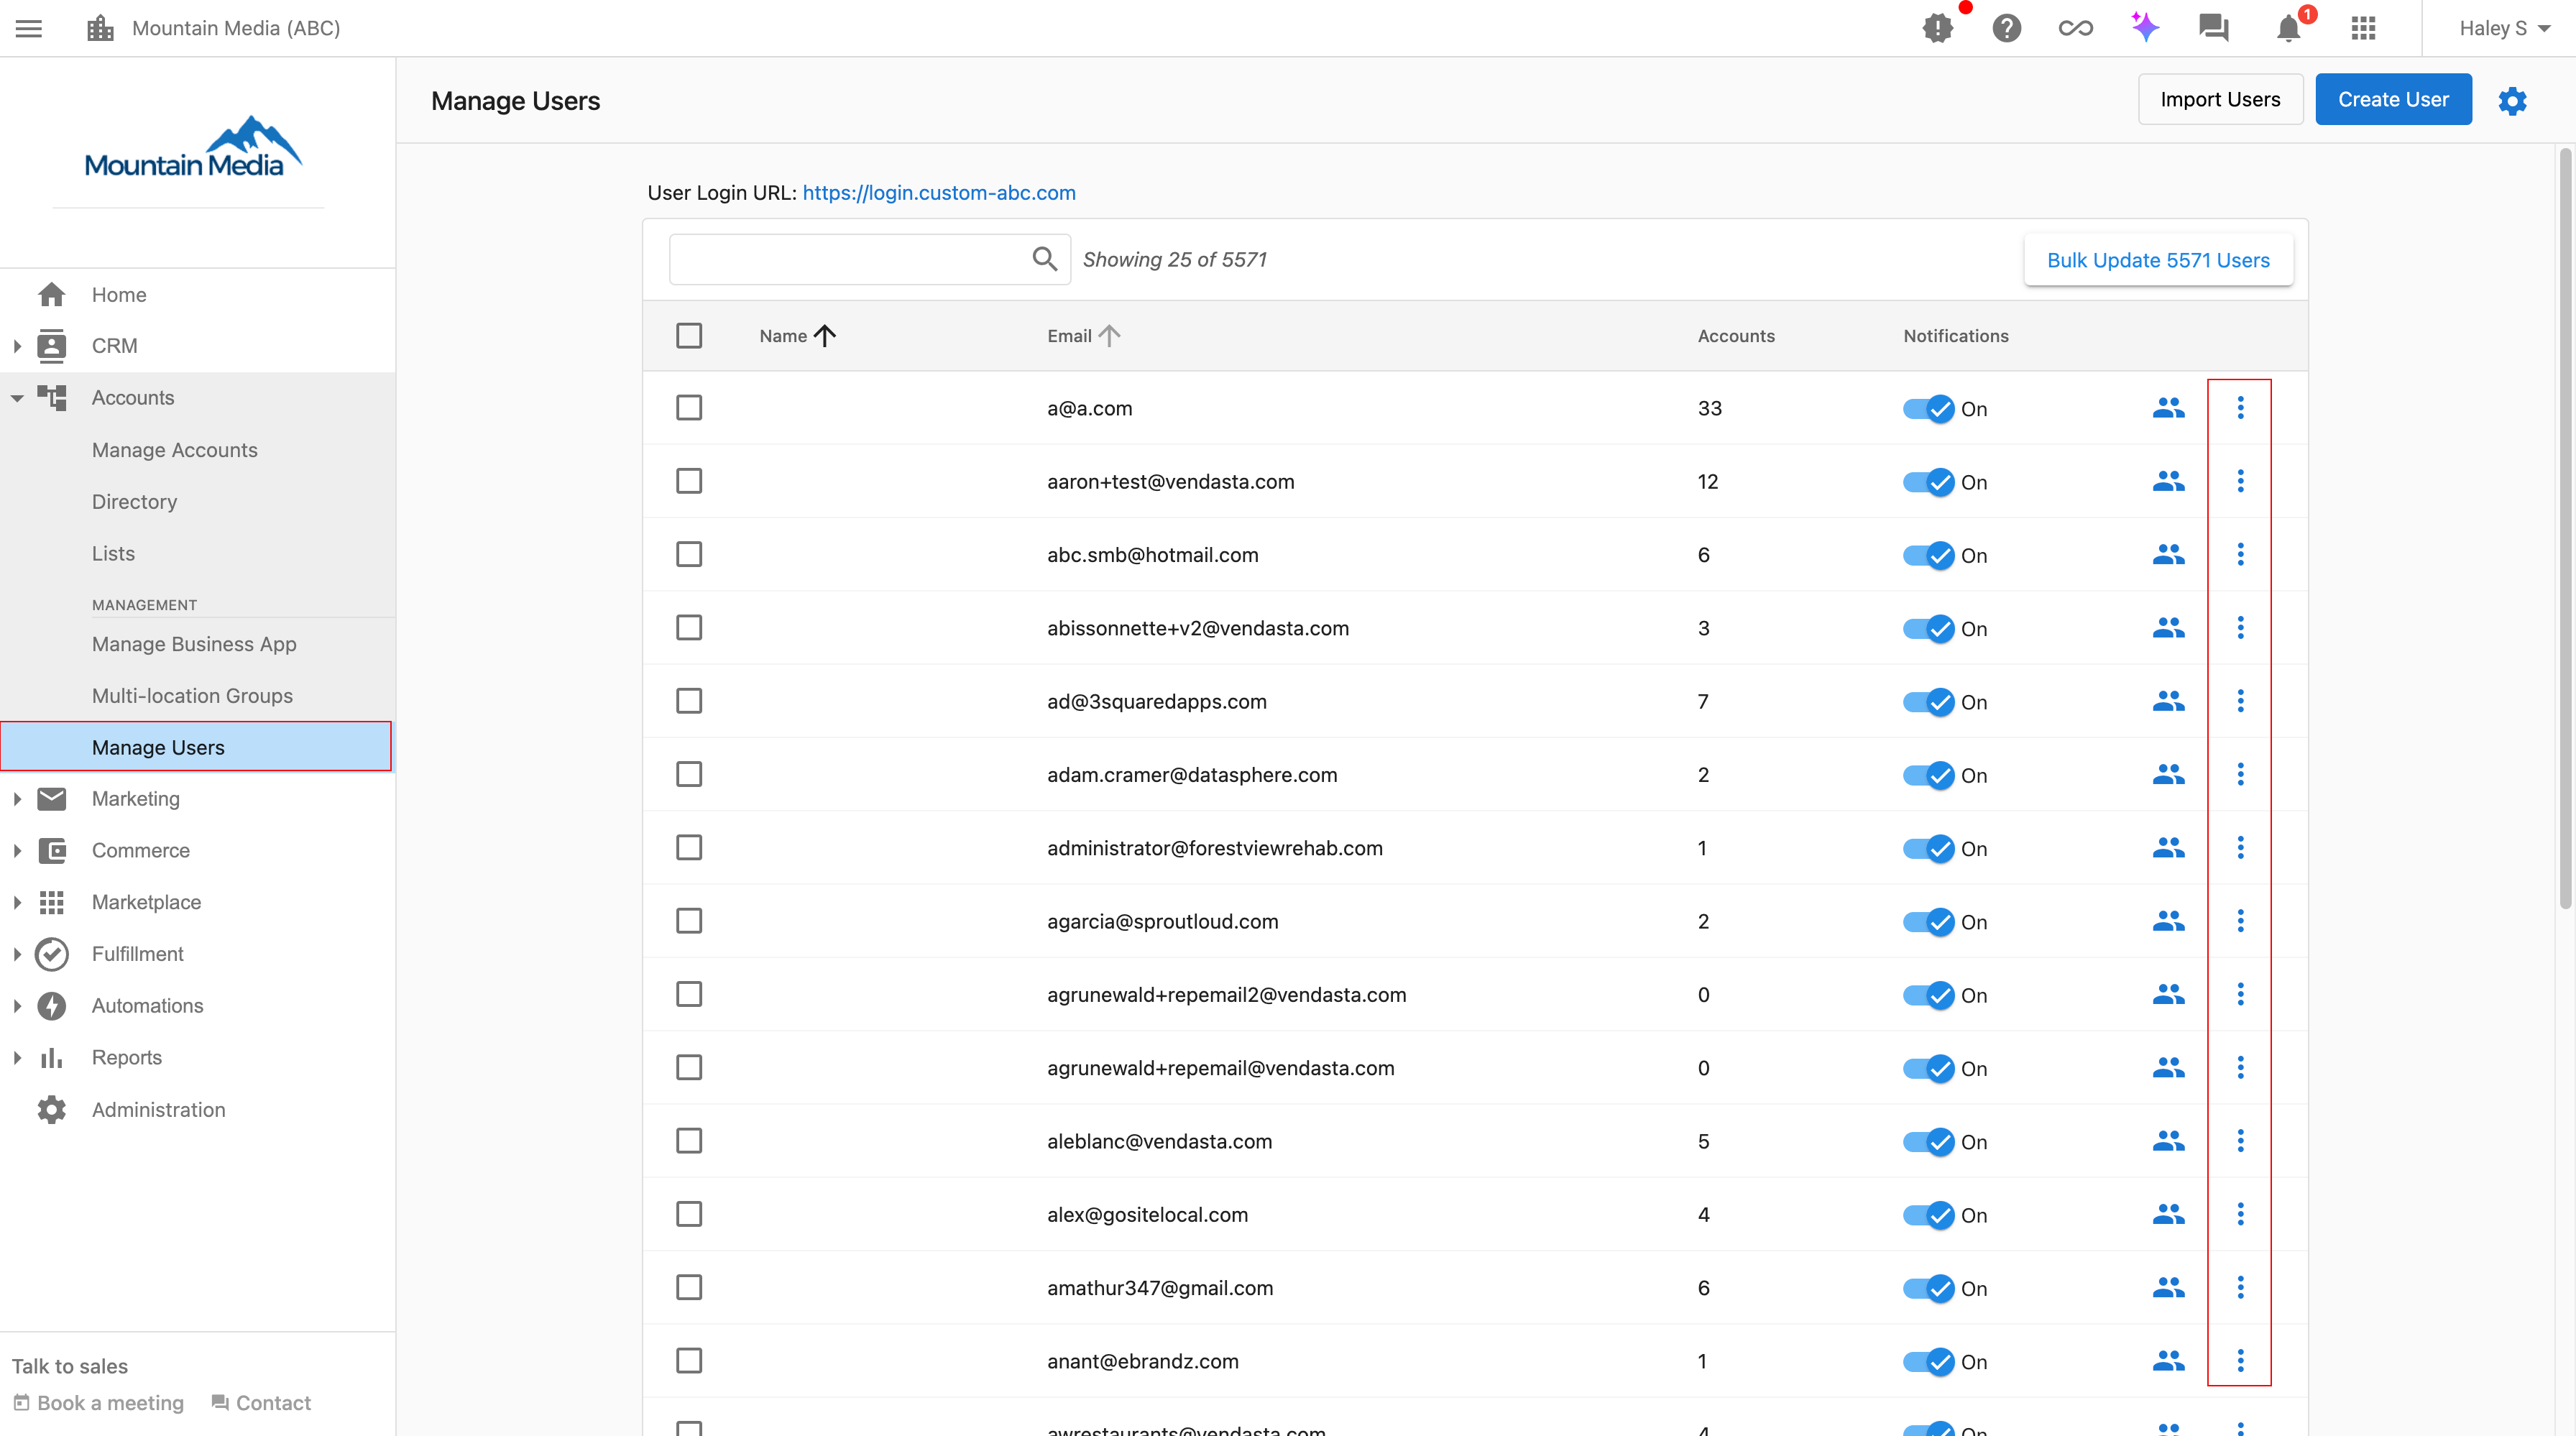 Mountain Media (ABC)
1
Haley S
Mountain Media
Manage Users
Import Users
Create User
Home
CRM
Accounts
Manage Accounts
Directory
Lists
MANAGEMENT
Manage Business App
Multi-location Groups
Manage Users
Marketing
Commerce
Marketplace
Fulfillment
Automations
Reports
Administration
Talk to sales
Book a meeting Contact
User Login URL: https://login.custom-abc.com
Showing 25 of 5571
Bulk Update 5571 Users
Name Email Accounts Notifications
a@a.com 33 On
aaron+test@vendasta.com 12 On
abc.smb@hotmail.com 6 On
abissonnette+v2@vendasta.com 3 On
ad@3squaredapps.com 7 On
adam.cramer@datasphere.com 2 On
administrator@forestviewrehab.com 1 On
agarcia@sproutloud.com 2 On
agrunewald+repemail2@vendasta.com 0 On
agrunewald+repemail@vendasta.com 0 On
aleblanc@vendasta.com 5 On
alex@gositelocal.com 4 On
amathur347@gmail.com 6 On
anant@ebrandz.com 1 On
awrestaurants@vendasta.com 4 On